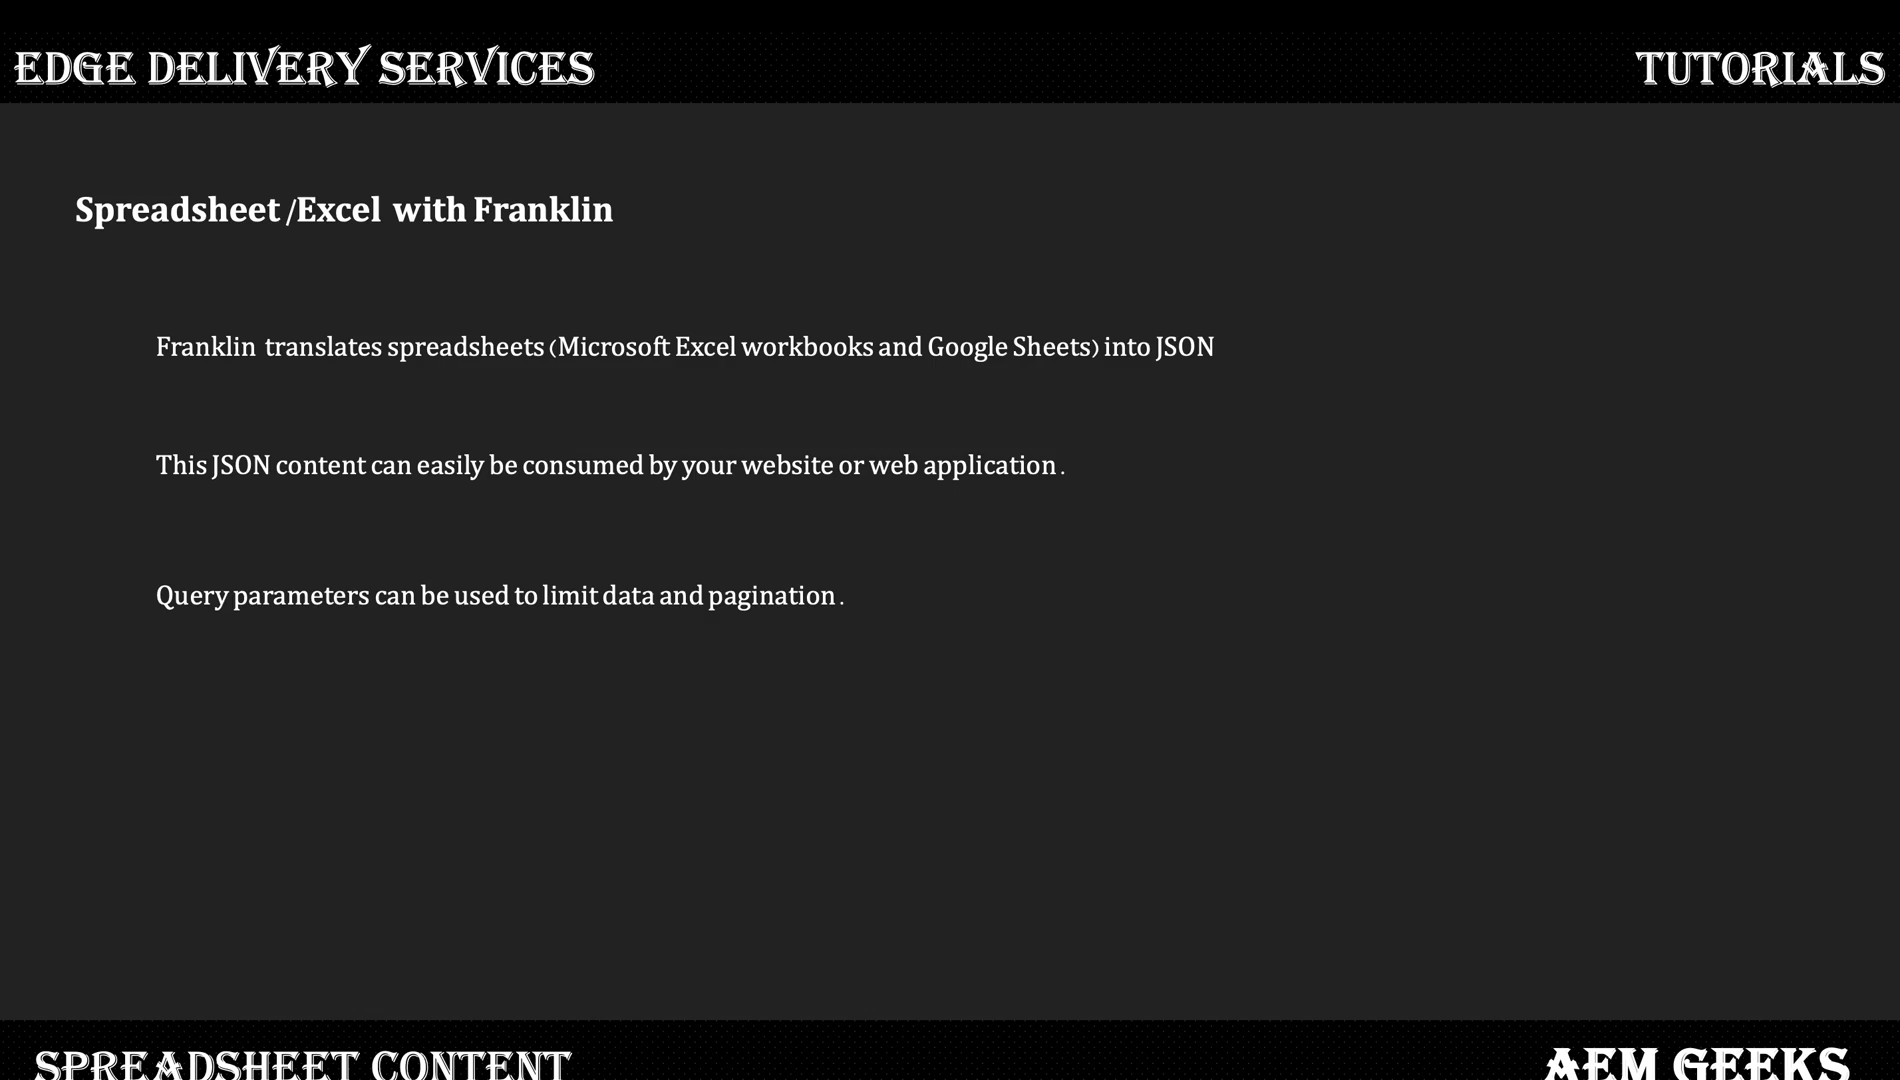 EDGE DELIVERY SERVICES
TUTORIALS
Spreadsheet /Excel with Franklin
Franklin translates spreadsheets (Microsoft Excel workbooks and Google Sheets) into JSON
This JSON content can easily be consumed by your website or web application.
Query parameters can be used to limit data and pagination.
SPREADSHEET CONTENT
AEM GEEKS